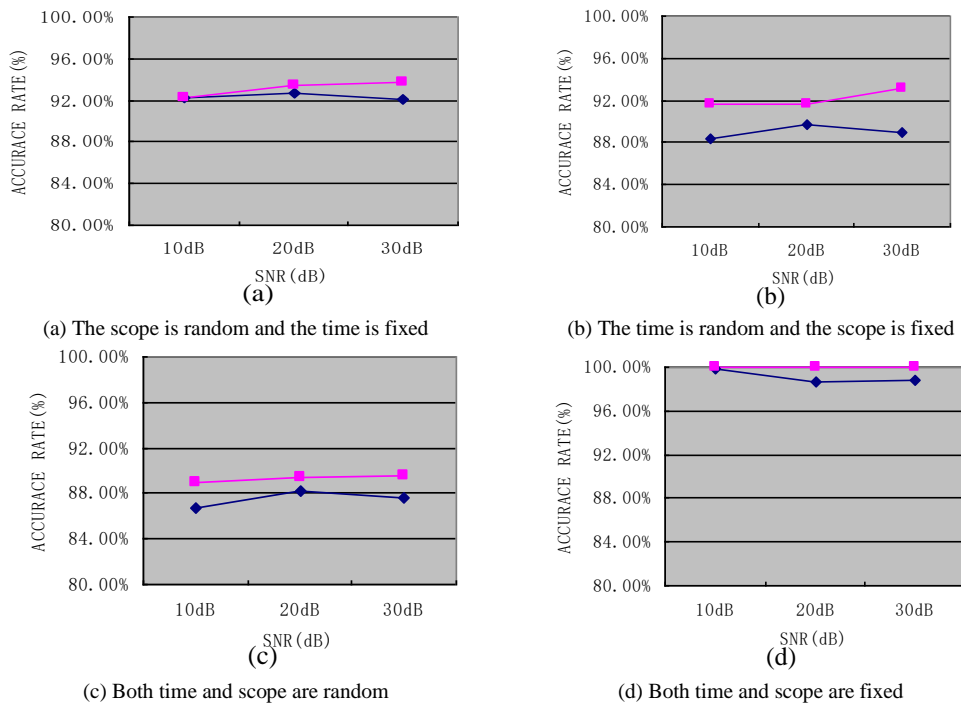 100.00%
96.00%
92.00%
88.00%
84.00%
80.00%
ACCURACE RATE(%)
10dB 20dB 30dB
SNR(dB)
(a)
(a) The scope is random and the time is fixed
100.00%
96.00%
92.00%
88.00%
84.00%
80.00%
ACCURACE RATE(%)
10dB 20dB 30dB
SNR(dB)
(b)
(b) The time is random and the scope is fixed
100.00%
96.00%
92.00%
88.00%
84.00%
80.00%
ACCURACE RATE(%)
10dB 20dB 30dB
SNR(dB)
(c)
(c) Both time and scope are random
100.00%
96.00%
92.00%
88.00%
84.00%
80.00%
ACCURACE RATE(%)
10dB 20dB 30dB
SNR(dB)
(d)
(d) Both time and scope are fixed